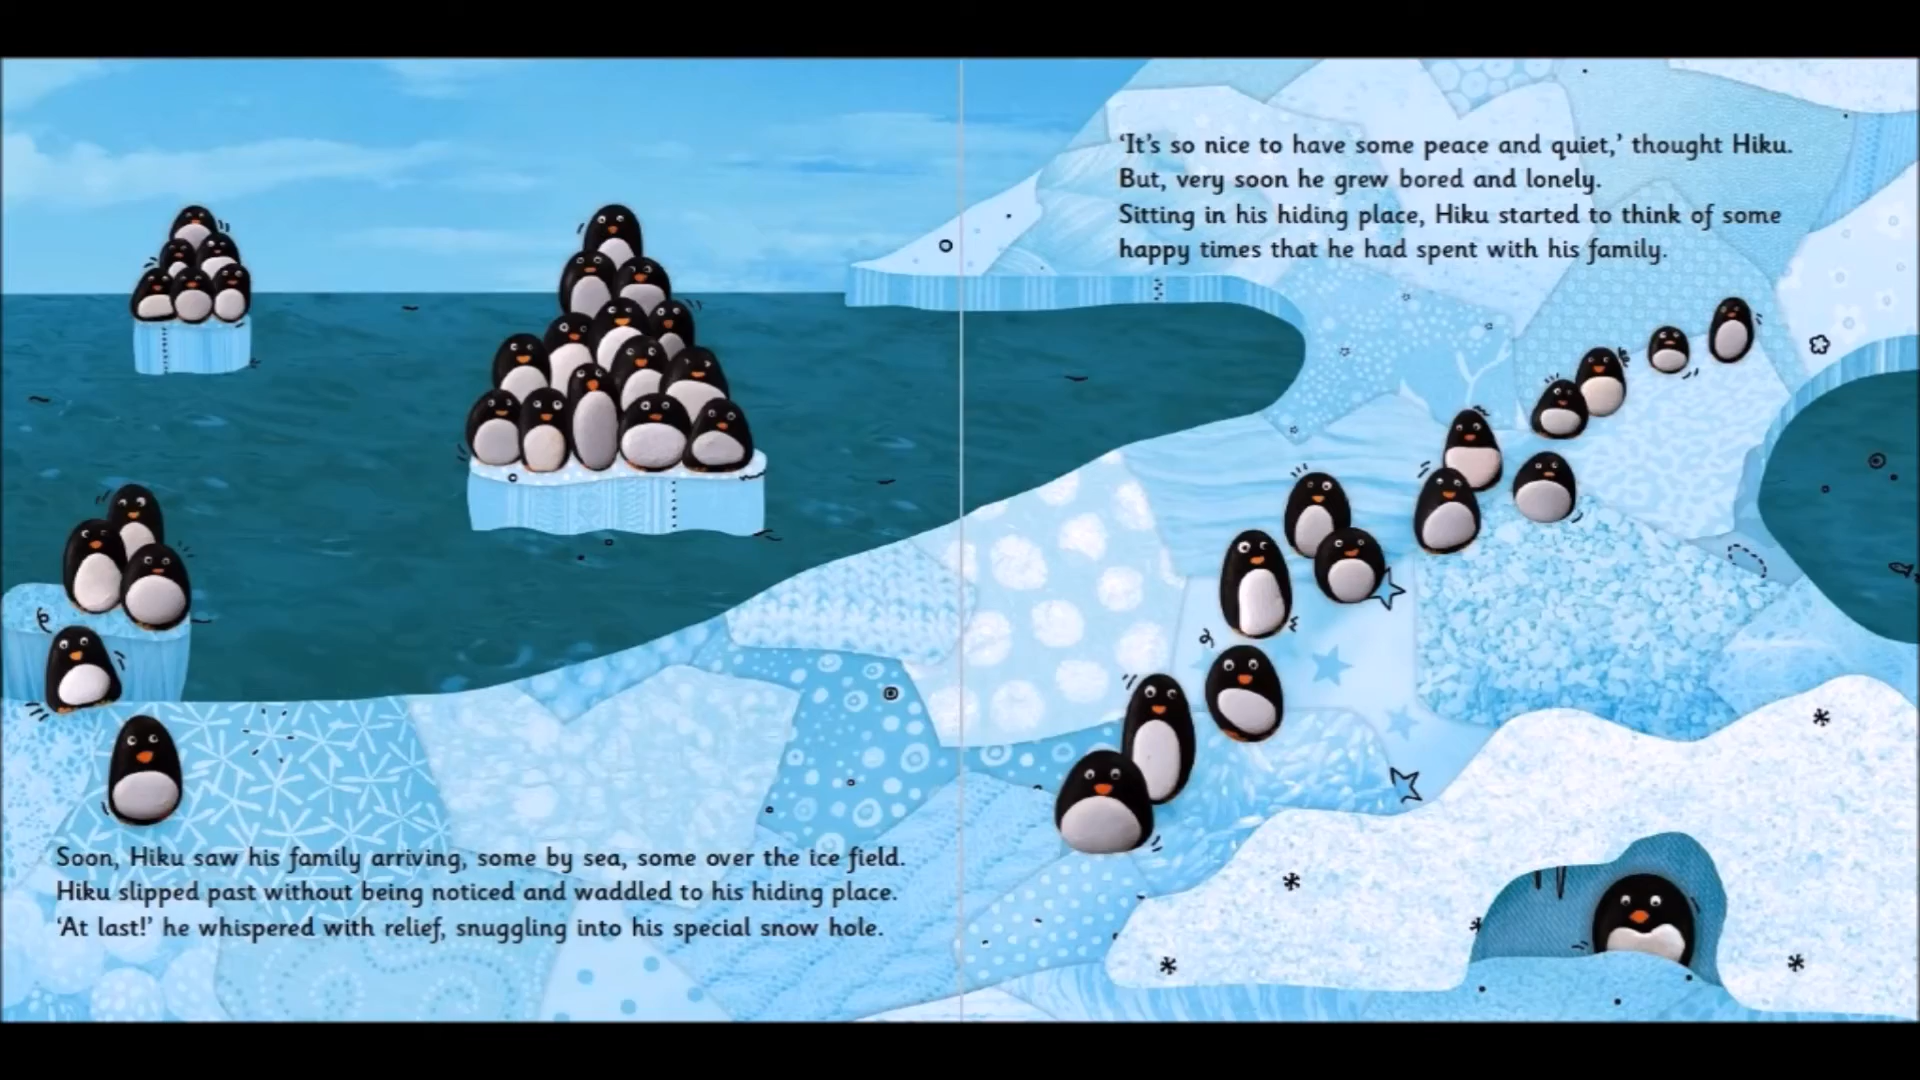 Soon, Hiku saw his family arriving, some by sea, some over the ice field.
Hiku slipped past without being noticed and waddled to his hiding place.
‘At last!’ he whispered with relief, snuggling into his special snow hole.
‘It’s so nice to have some peace and quiet,’ thought Hiku.
But, very soon he grew bored and lonely.
Sitting in his hiding place, Hiku started to think of some
happy times that he had spent with his family.